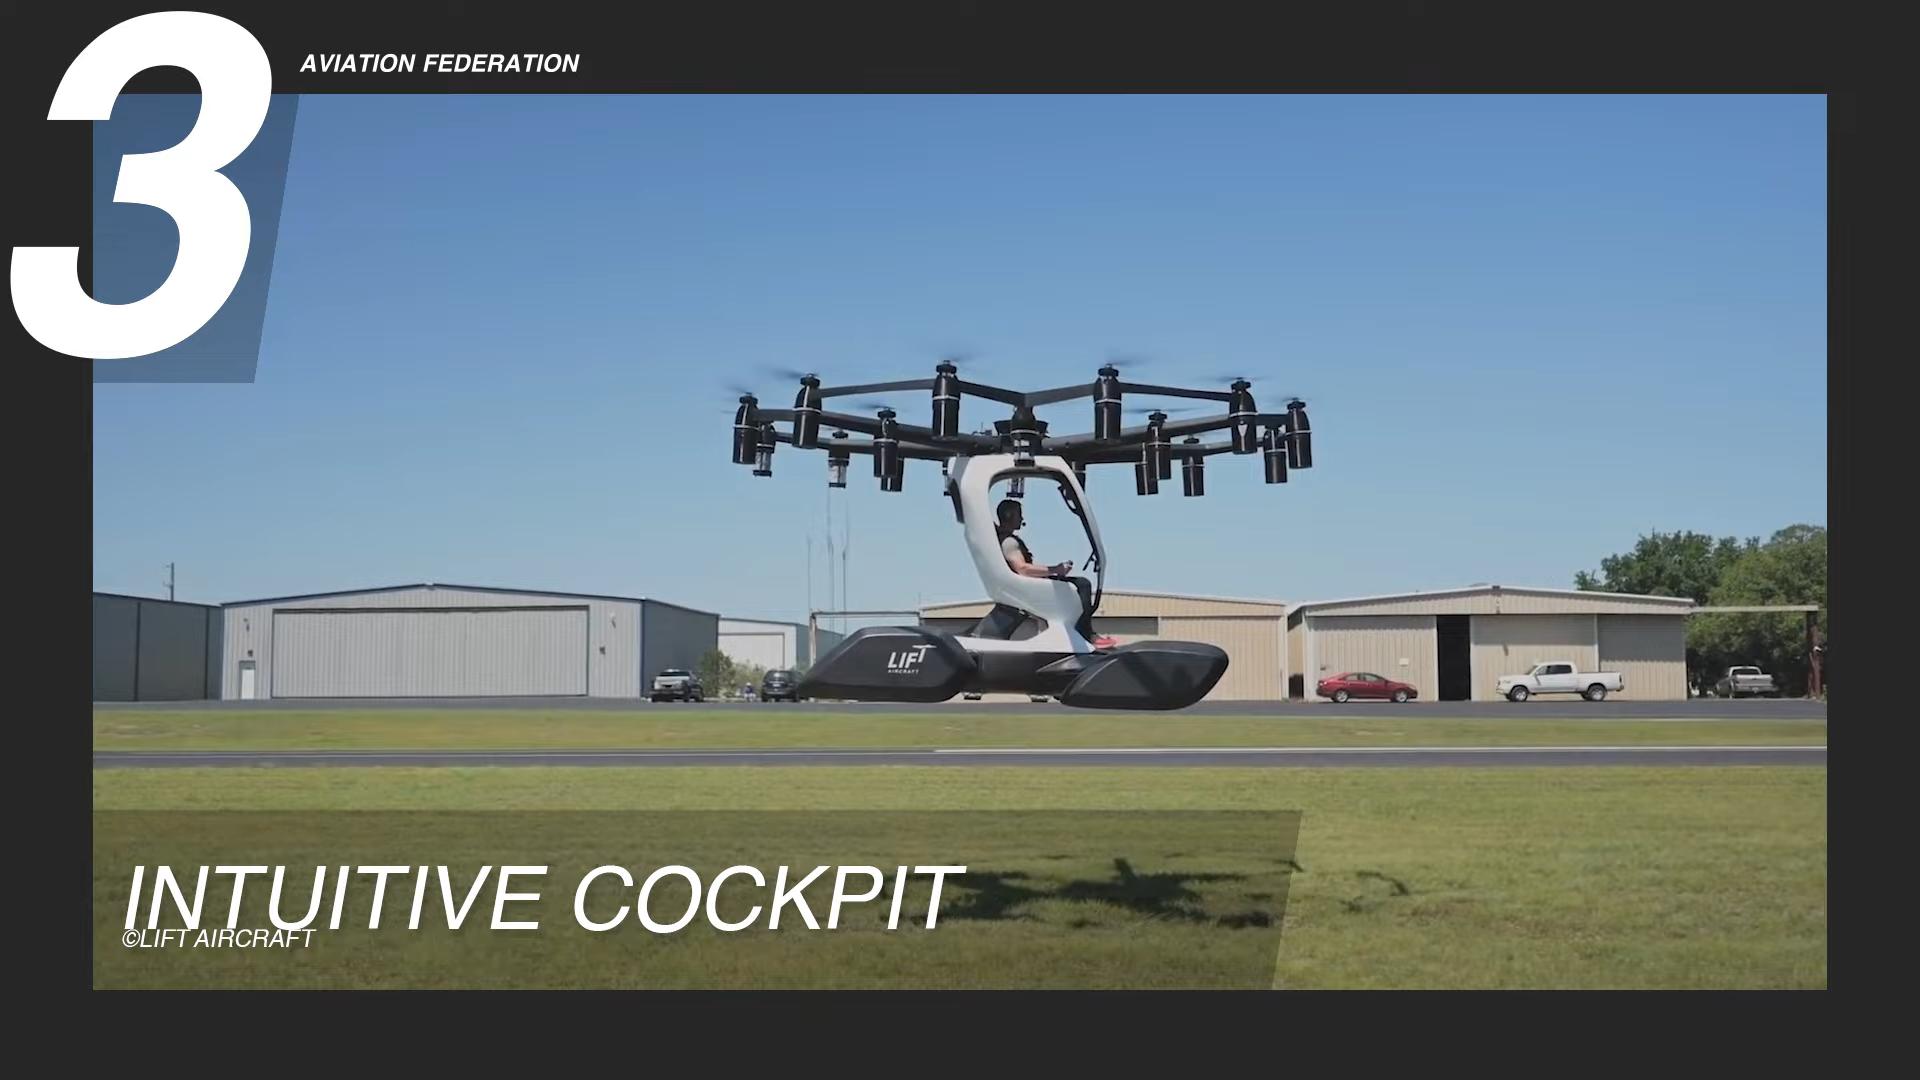 3
AVIATION FEDERATION
LIFT
AIRCRAFT
INTUITIVE COCKPIT
©LIFT AIRCRAFT